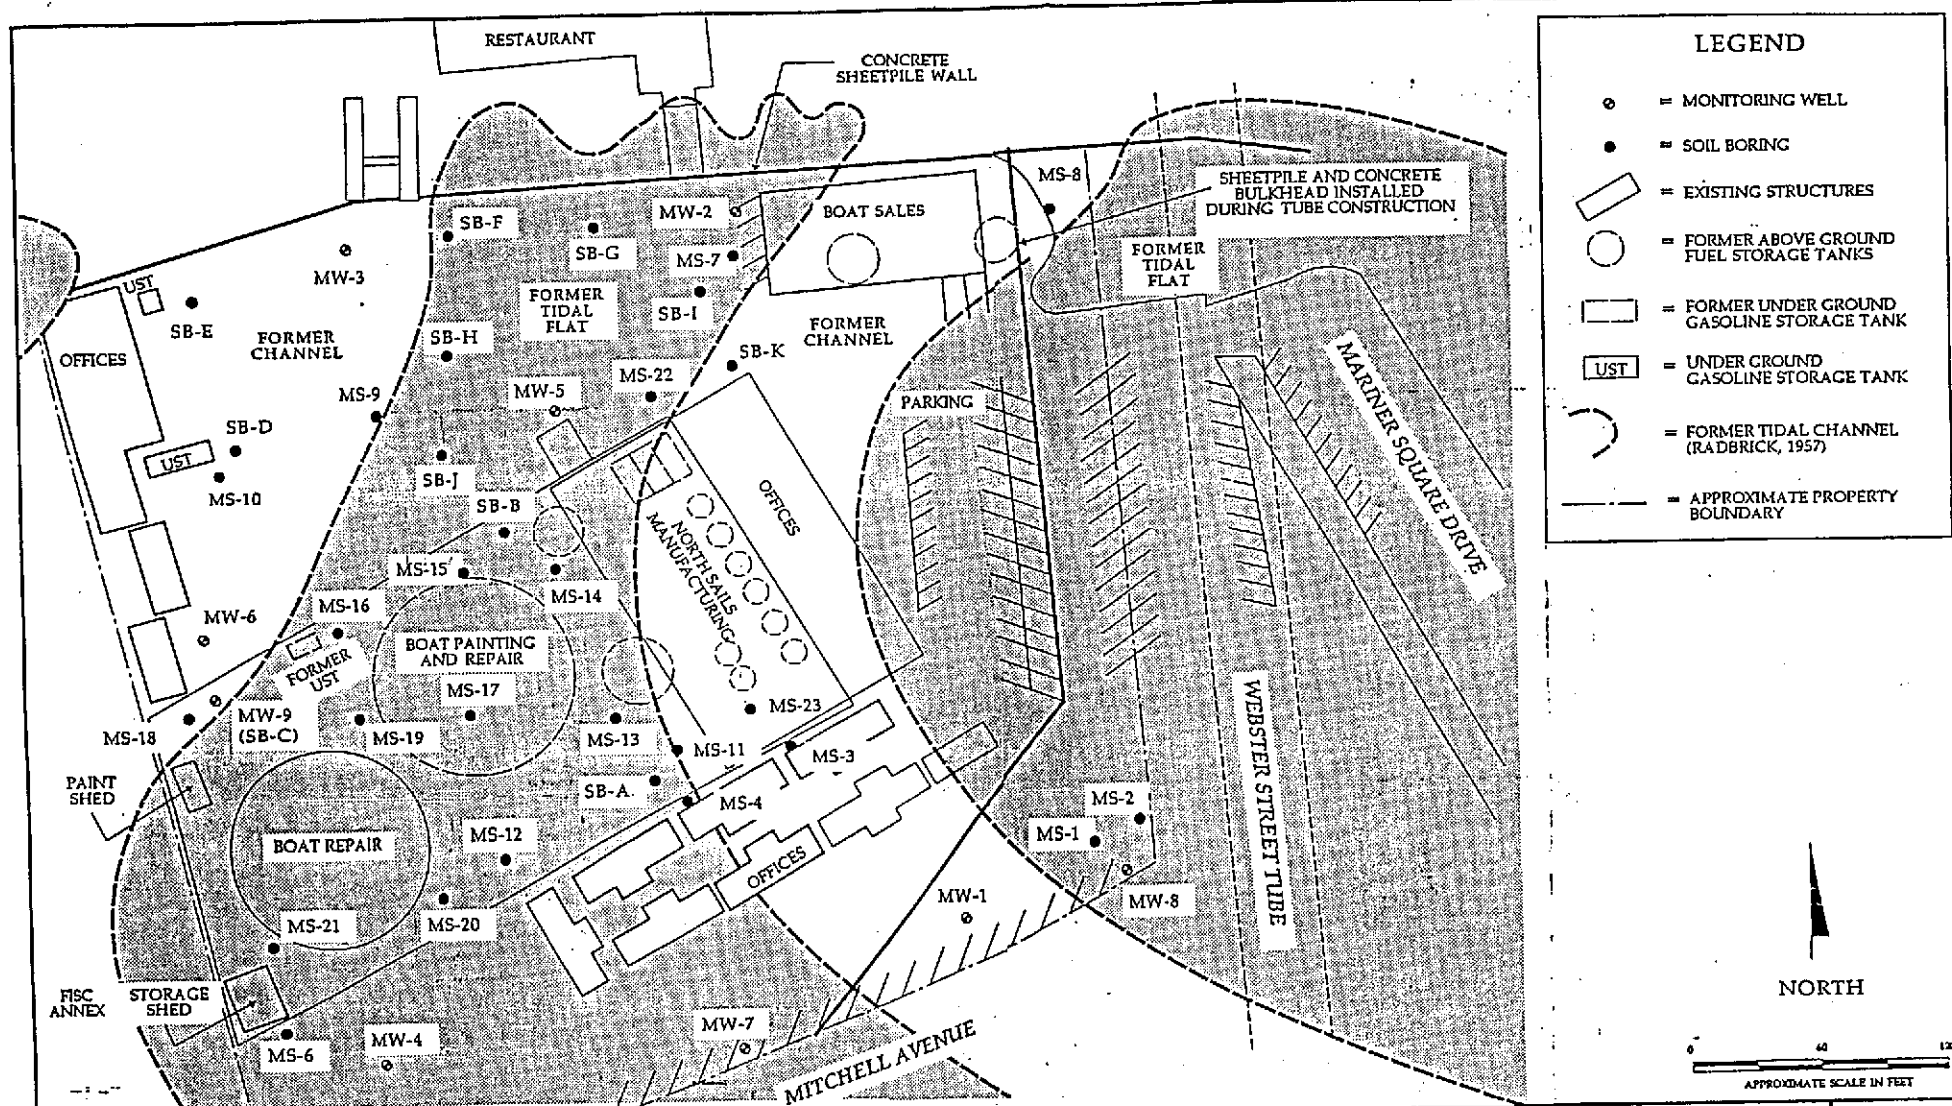 RESTAURANT
CONCRETE
SHEETPILE WALL
MS-8
SHEETPILE AND CONCRETE
BULKHEAD INSTALLED
DURING TUBE CONSTRUCTION
MW-2
BOAT SALES
SB-F
SB-G
MS-7
MW-3
UST
SB-E
FORMER
TIDAL
FLAT
SB-I
FORMER
TIDAL
FLAT
FORMER
CHANNEL
SB-H
FORMER
CHANNEL
OFFICES
SB-K
MS-22
MW-5
MS-9
PARKING
MARINER SQUARE DRIVE
SB-D
UST
MS-10
SB-J
SB-B
OFFICES
NORTH SAILS
MANUFACTURING
MS-15
MS-14
MS-16
MW-6
BOAT PAINTING
AND REPAIR
FORMER
UST
MS-17
MW-9
(SB-C)
MS-18
MS-19
MS-13
MS-23
MS-11
MS-3
WEBSTER STREET TUBE
PAINT
SHED
SB-A
MS-4
MS-2
MS-1
BOAT REPAIR
MS-12
OFFICES
MW-1
MW-8
MS-21
MS-20
FISC
ANNEX
STORAGE
SHED
MS-6
MW-4
MW-7
MITCHELL AVENUE
LEGEND
= MONITORING WELL
= SOIL BORING
= EXISTING STRUCTURES
= FORMER ABOVE GROUND
FUEL STORAGE TANKS
= FORMER UNDER GROUND
GASOLINE STORAGE TANK
UST = UNDER GROUND
GASOLINE STORAGE TANK
= FORMER TIDAL CHANNEL
(RADBRICK, 1957)
= APPROXIMATE PROPERTY
BOUNDARY
NORTH
0 60 12
APPROXIMATE SCALE IN FEET